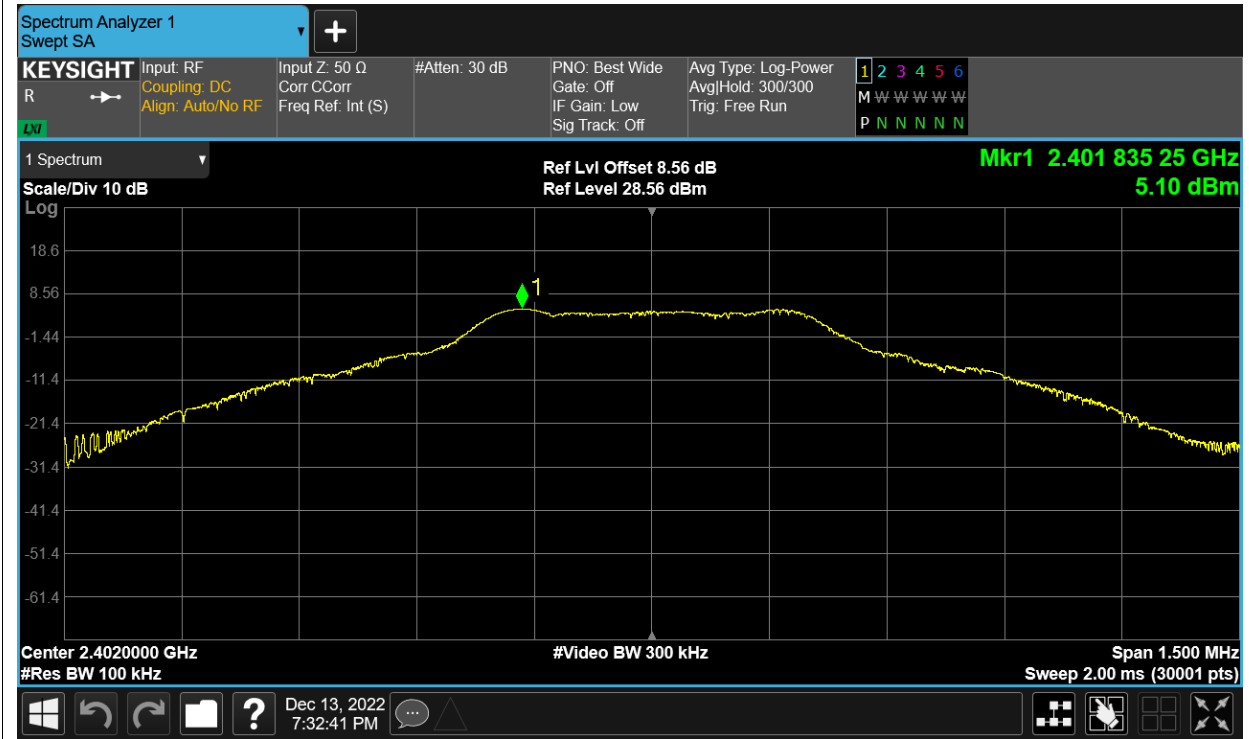 Spectrum Analyzer 1
Swept SA
KEYSIGHT
R
LXI
Input: RF
Coupling: DC
Align: Auto/No RF
Input Z: 50 Ω
Corr CCorr
Freq Ref: Int (S)
#Atten: 30 dB
PNO: Best Wide
Gate: Off
IF Gain: Low
Sig Track: Off
Avg Type: Log-Power
Avg|Hold: 300/300
Trig: Free Run
1 2 3 4 5 6
M W W W W W
P N N N N N
1 Spectrum
Scale/Div 10 dB
Log
Ref Lvl Offset 8.56 dB
Ref Level 28.56 dBm
Mkr1 2.401 835 25 GHz
5.10 dBm
18.6
8.56
-1.44
-11.4
-21.4
-31.4
-41.4
-51.4
-61.4
1
Center 2.4020000 GHz
#Res BW 100 kHz
#Video BW 300 kHz
Span 1.500 MHz
Sweep 2.00 ms (30001 pts)
?
Dec 13, 2022
7:32:41 PM